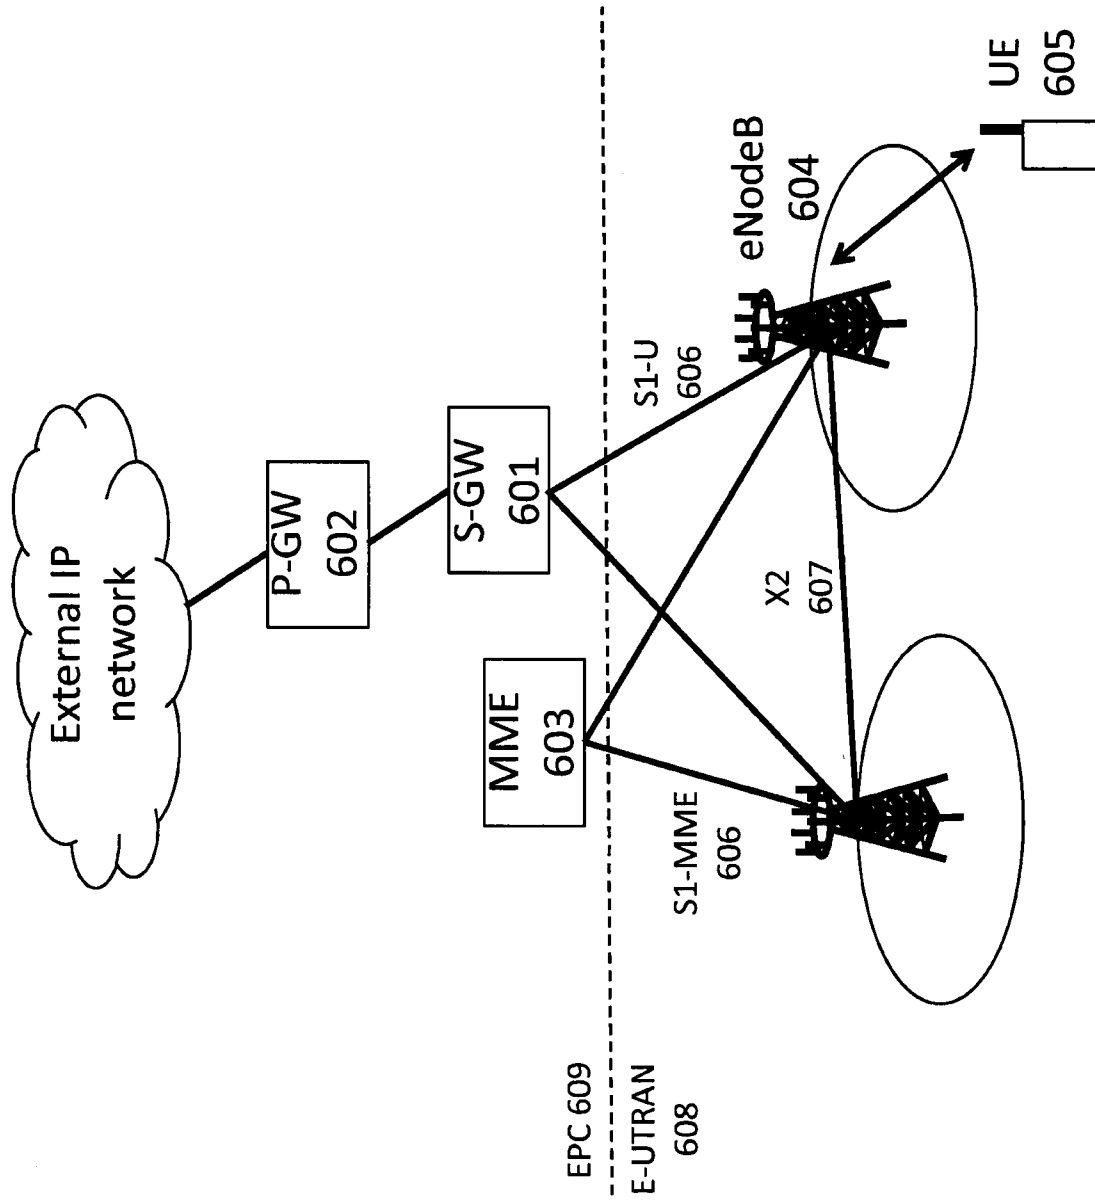 External IP
network
P-GW
602
S-GW
601
MME
603
EPC 609
E-UTRAN
608
S1-MME
606
S1-U
606
X2
607
eNodeB
604
UE
605